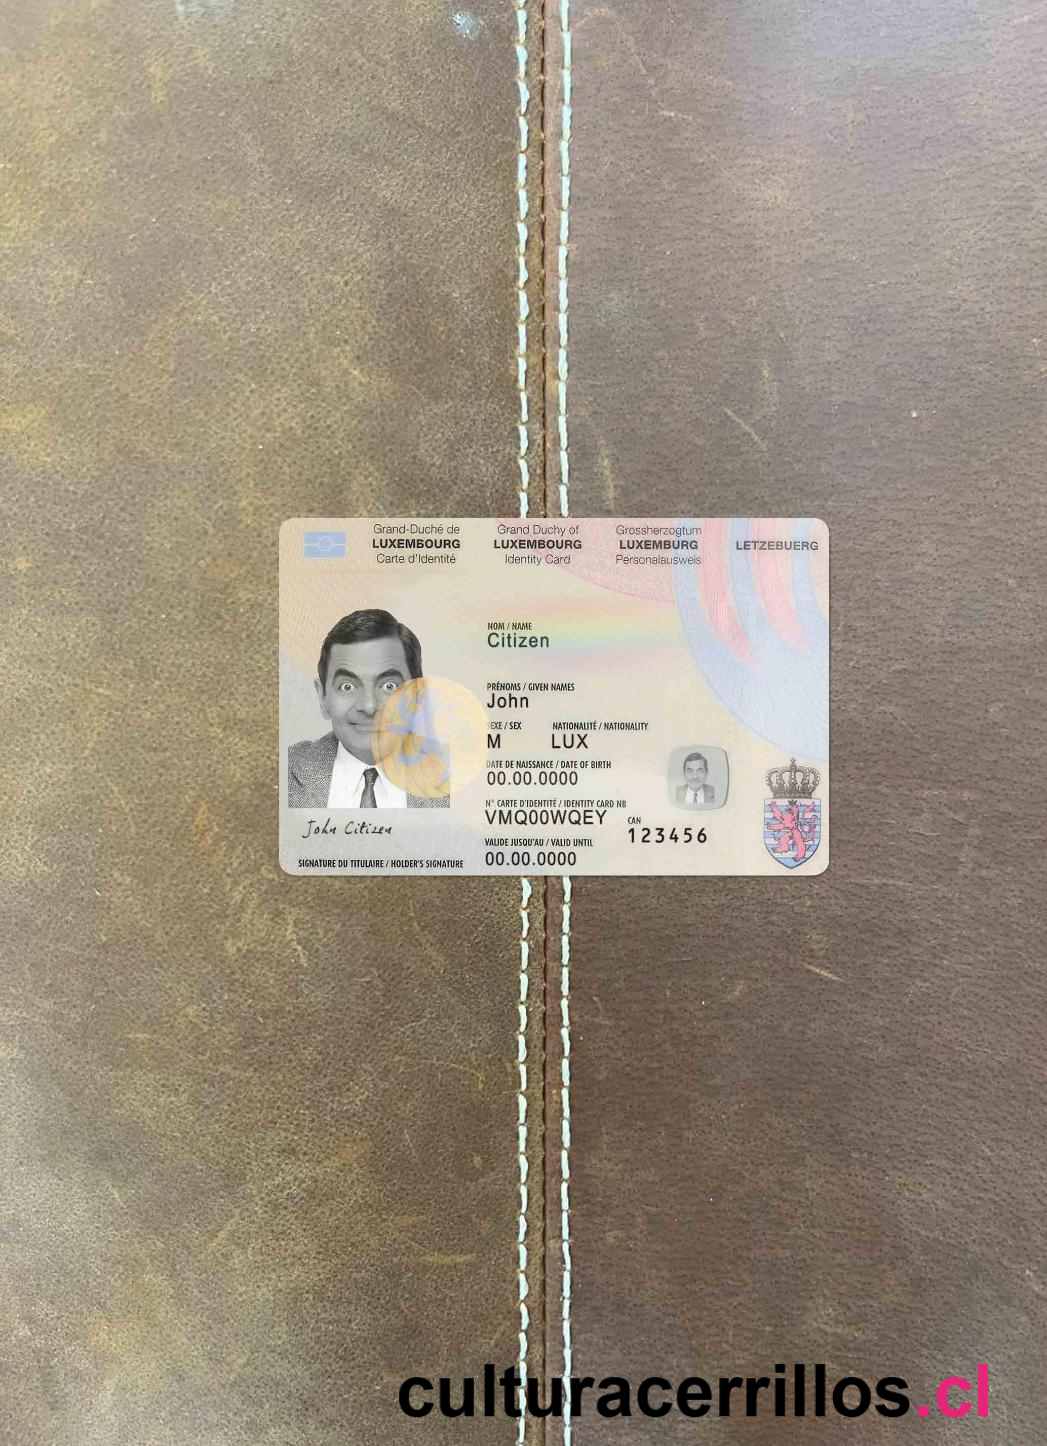 Grand-Duché de
LUXEMBOURG
Carte d'Identité
Grand Duchy of
LUXEMBOURG
Identity Card
Grossherzogtum
LUXEMBURG
Personalausweis
LETZEBUERG
NOM / NAME
Citizen
PRÉNOMS / GIVEN NAMES
John
EXE / SEX NATIONALITÉ / NATIONALITY
M LUX
DATE DE NAISSANCE / DATE OF BIRTH
00.00.0000
N° CARTE D'IDENTITÉ / IDENTITY CARD NB
VMQ00WQEY
CAN
123456
VALIDE JUSQU'AU / VALID UNTIL
00.00.0000
John Citizen
SIGNATURE DU TITULAIRE / HOLDER'S SIGNATURE
culturacerrillos.cl